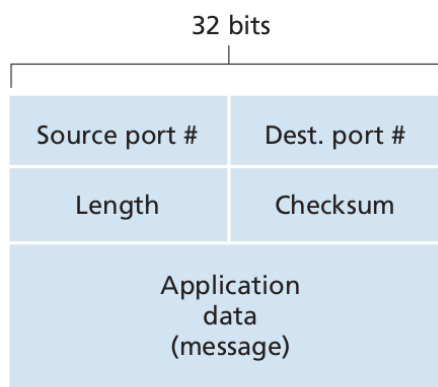 32 bits
Source port #
Dest. port #
Length
Checksum
Application
data
(message)